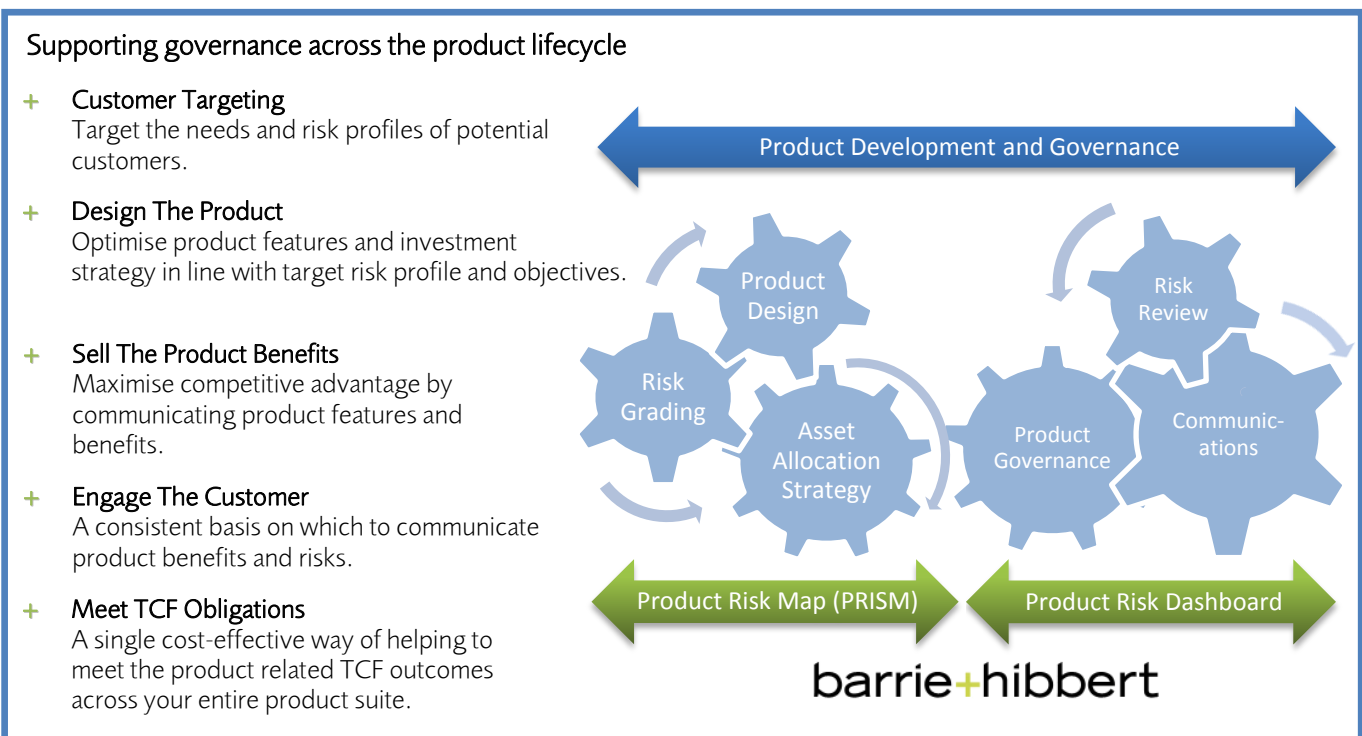 Supporting governance across the product lifecycle
+ Customer Targeting
Target the needs and risk profiles of potential
customers.
+ Design The Product
Optimise product features and investment
strategy in line with target risk profile and objectives.
+ Sell The Product Benefits
Maximise competitive advantage by
communicating product features and
benefits.
+ Engage The Customer
A consistent basis on which to communicate
product benefits and risks.
+ Meet TCF Obligations
A single cost-effective way of helping to
meet the product related TCF outcomes
across your entire product suite.
Product Development and Governance
Product
Design
Risk
Grading
Asset
Allocation
Strategy
Risk
Review
Product
Governance
Communic-
ations
Product Risk Map (PRISM)
Product Risk Dashboard
barrie+hibbert